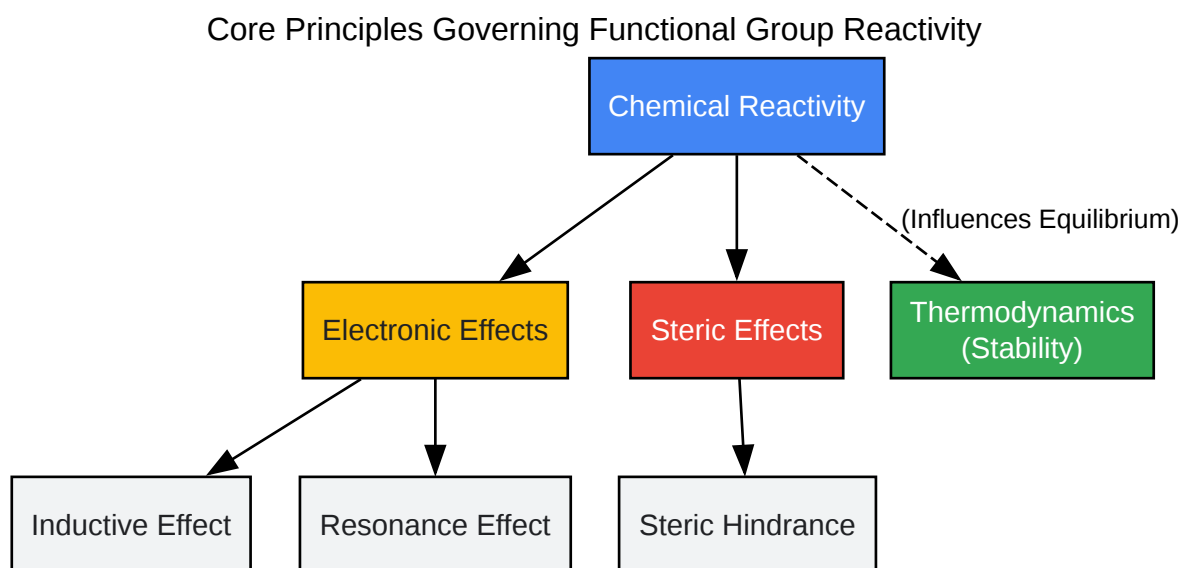 Core Principles Governing Functional Group Reactivity
Chemical Reactivity
(Influences Equilibrium)
Electronic Effects
Steric Effects
Thermodynamics
(Stability)
Inductive Effect
Resonance Effect
Steric Hindrance